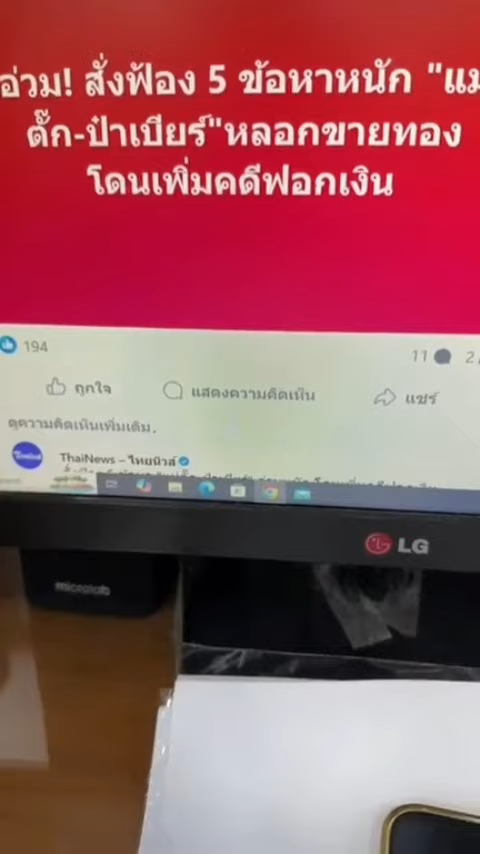 อ่วม! สั่งฟ้อง 5 ข้อหาหนัก "แม่
ตั๊ก-ป๋าเบียร์"หลอกขายทอง
โดนเพิ่มคดีฟอกเงิน
194
11
ถูกใจ
แสดงความคิดเห็น
แชร์
ดูความคิดเห็นเพิ่มเติม
ThaiNews – ไทยนิวส์
LG
microlab